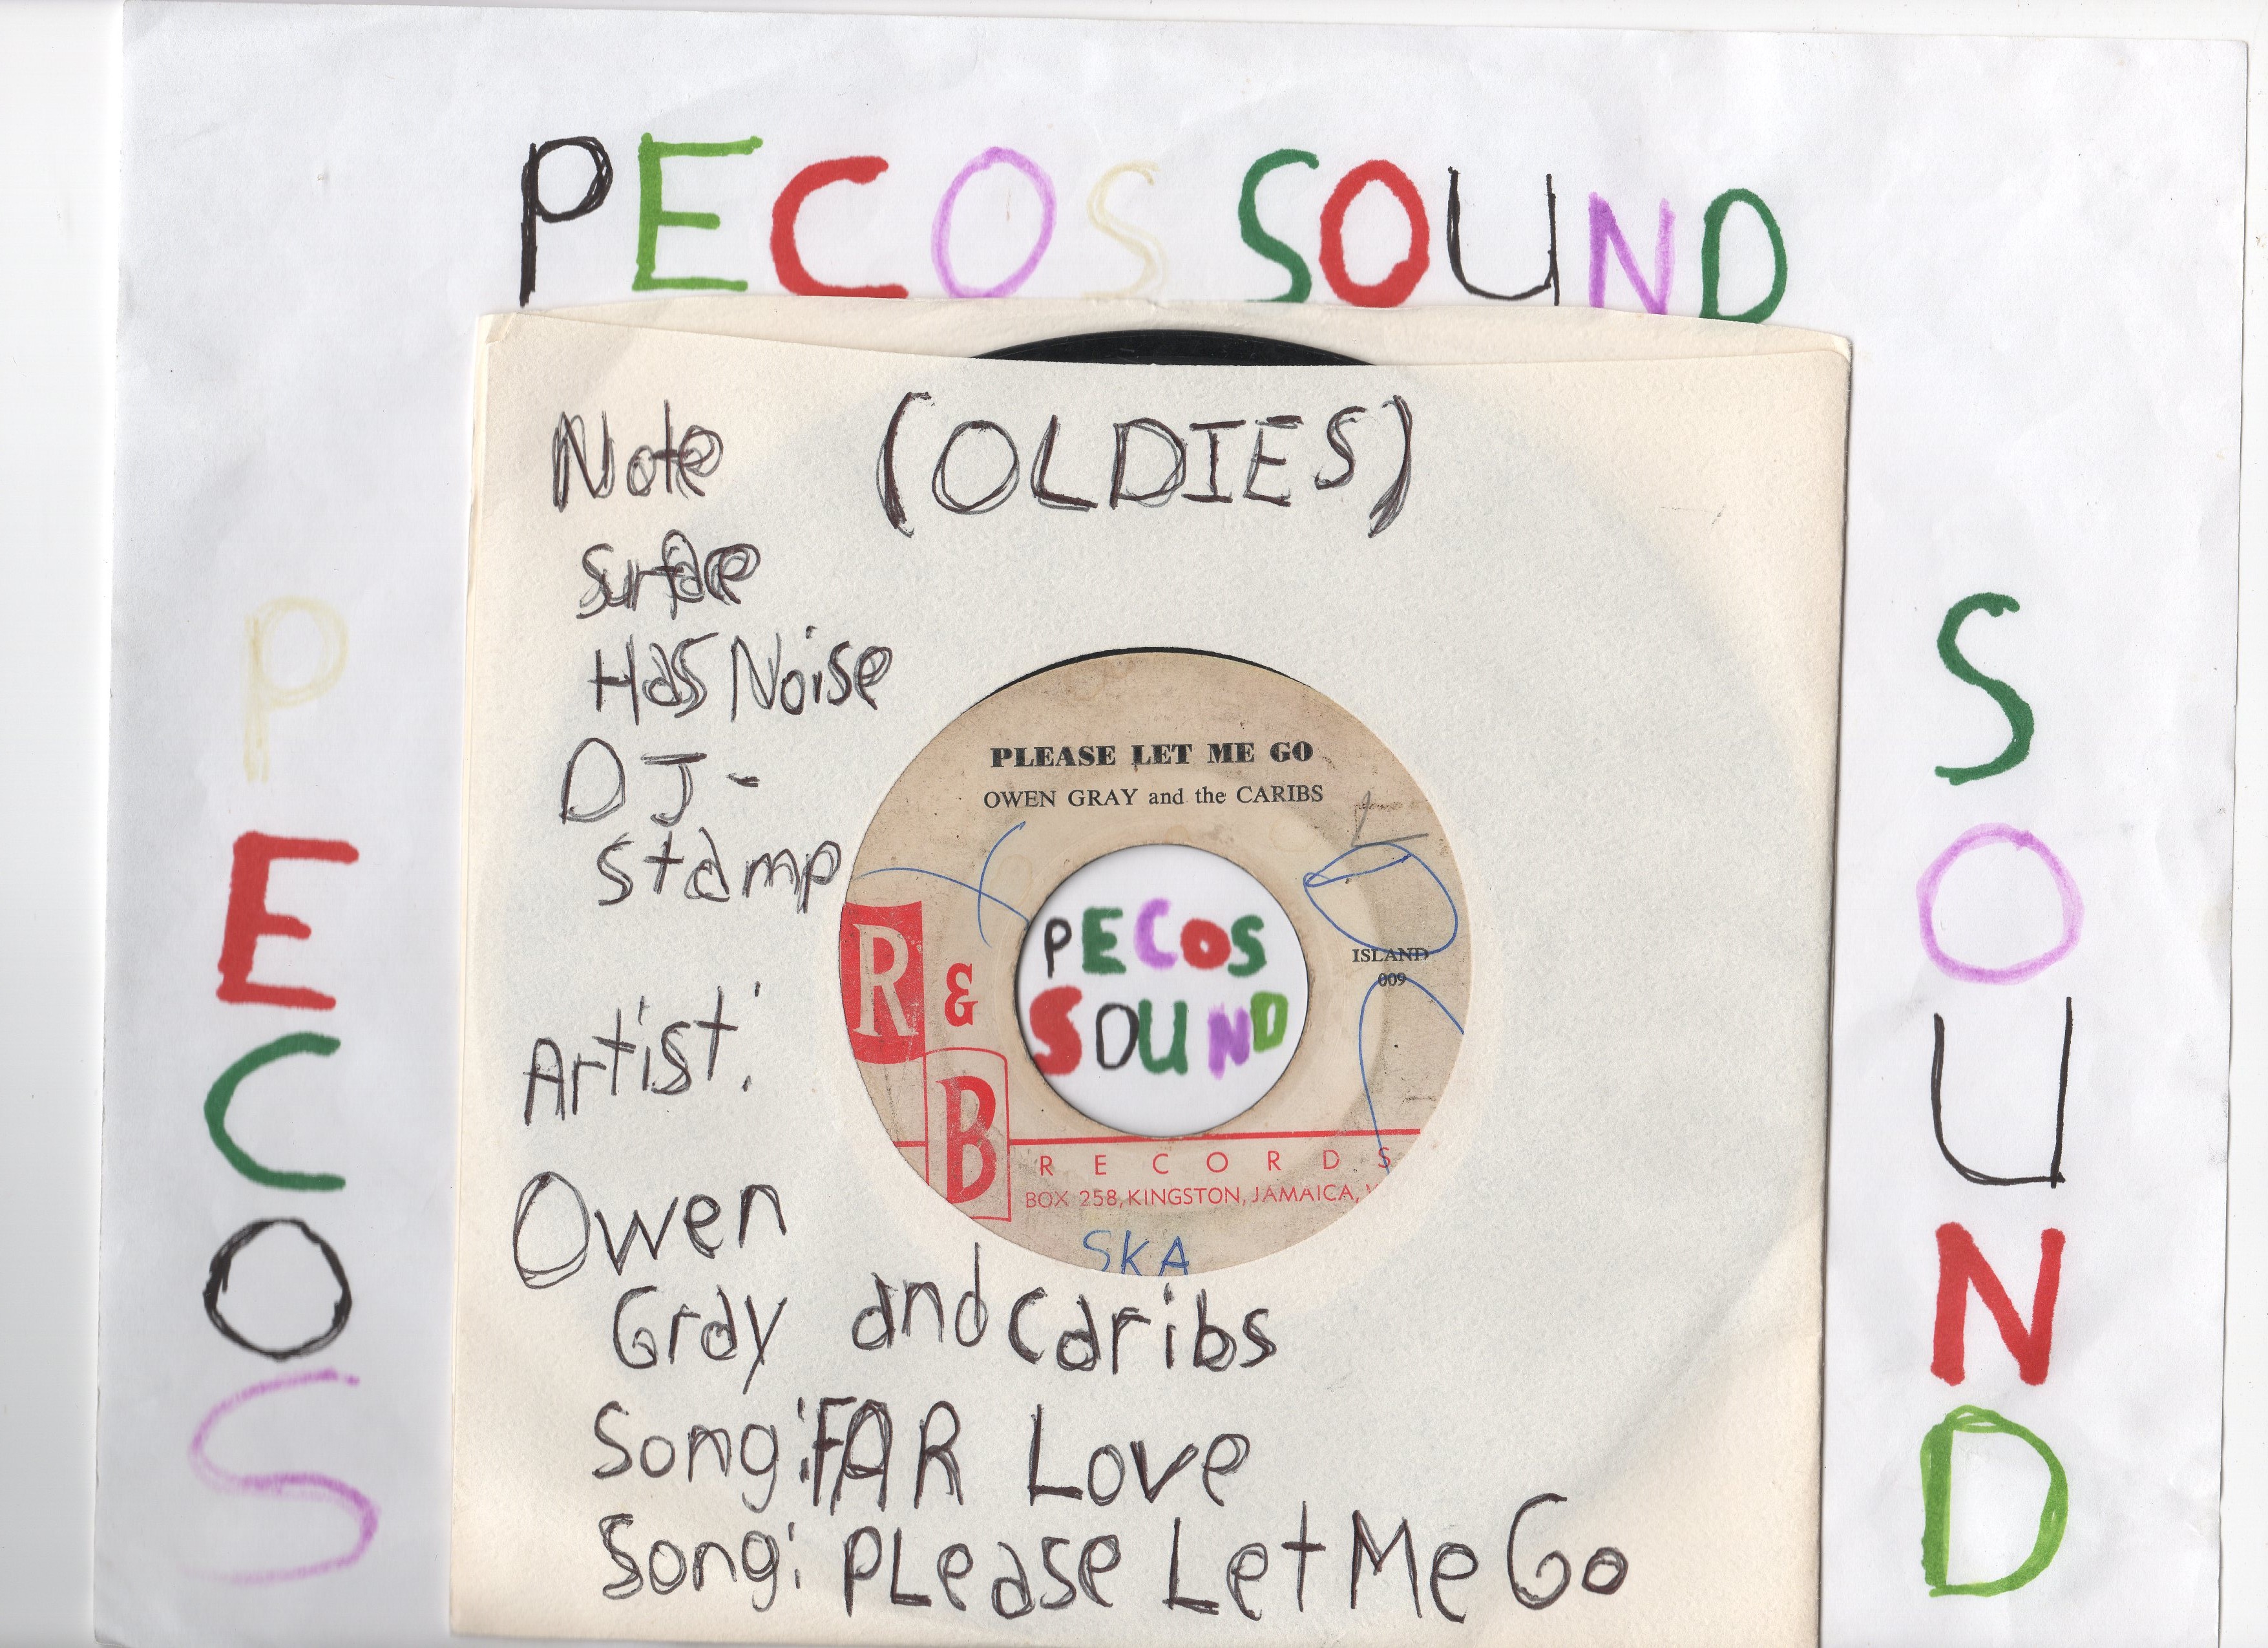 PECOS SOUND
Note (OLDIES)
Surface
Has Noise
DJ-
stamp
Artist:
Owen
Gray and Caribs
Song: FAR Love
Song: PLease Let Me Go
PLEASE LET ME GO
OWEN GRAY and the CARIBS
ISLAND
009
R & B
RECORDS
BOX 258, KINGSTON, JAMAICA,
SKA
PECOS
SOUND
PECOS
SOUND